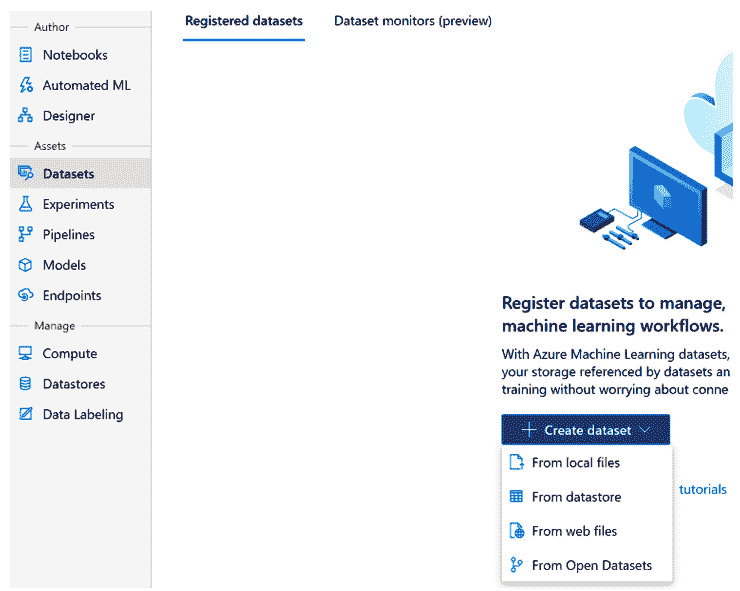 Author
Notebooks
Automated ML
Designer
Assets
Datasets
Experiments
Pipelines
Models
Endpoints
Manage
Compute
Datastores
Data Labeling
Registered datasets
Dataset monitors (preview)
Register datasets to manage,
machine learning workflows.
With Azure Machine Learning datasets,
your storage referenced by datasets an
training without worrying about conne
Create dataset
From local files
From datastore
From web files
From Open Datasets
tutorials